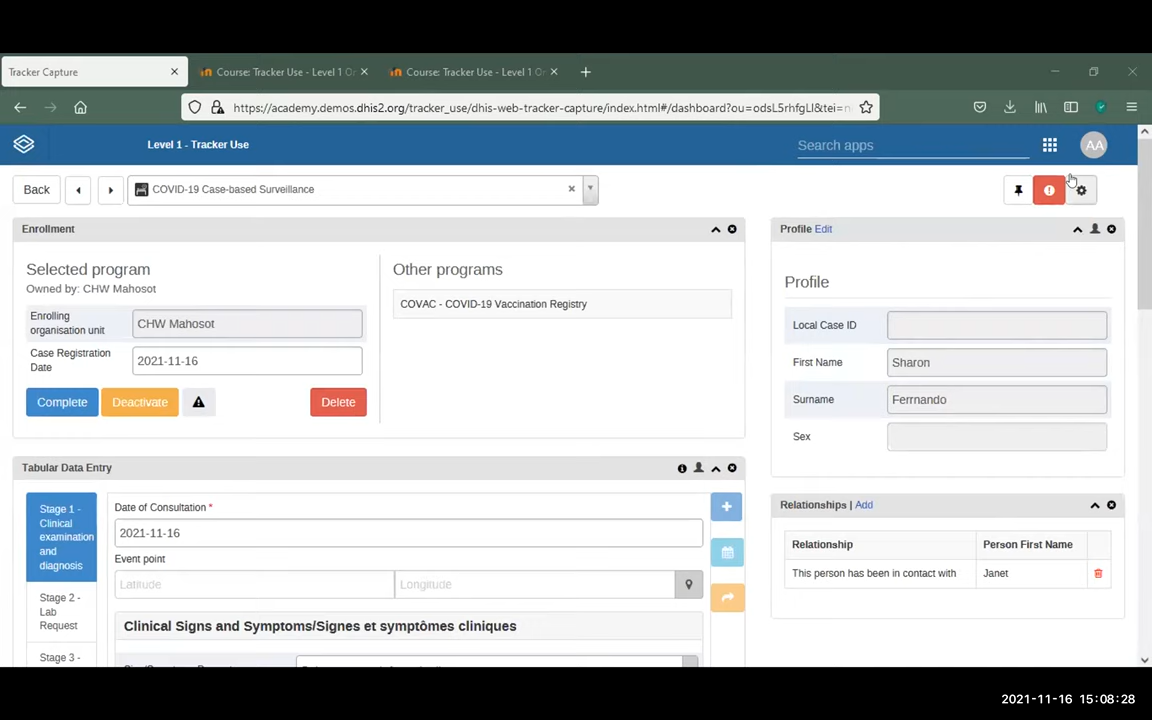 Tracker Capture
Course: Tracker Use - Level 1 Or
Course: Tracker Use - Level 1 On
https://academy.demos.dhis2.org/tracker_use/dhis-web-tracker-capture/index.html#/dashboard?ou=odsL5rhfgLI&tei=
Level 1 - Tracker Use
Search apps
AA
Back
COVID-19 Case-based Surveillance
Enrollment
Selected program
Owned by: CHW Mahosot
Enrolling
organisation unit
CHW Mahosot
Case Registration
Date
2021-11-16
Complete
Deactivate
Delete
Other programs
COVAC - COVID-19 Vaccination Registry
Profile Edit
Profile
Local Case ID
First Name
Sharon
Surname
Ferrnando
Sex
Tabular Data Entry
Stage 1 -
Clinical
examination
and
diagnosis
Stage 2 -
Lab
Request
Stage 3 -
Date of Consultation *
2021-11-16
Event point
Latitude
Longitude
Clinical Signs and Symptoms/Signes et symptômes cliniques
Relationships | Add
Relationship
Person First Name
This person has been in contact with
Janet
2021-11-16 15:08:28